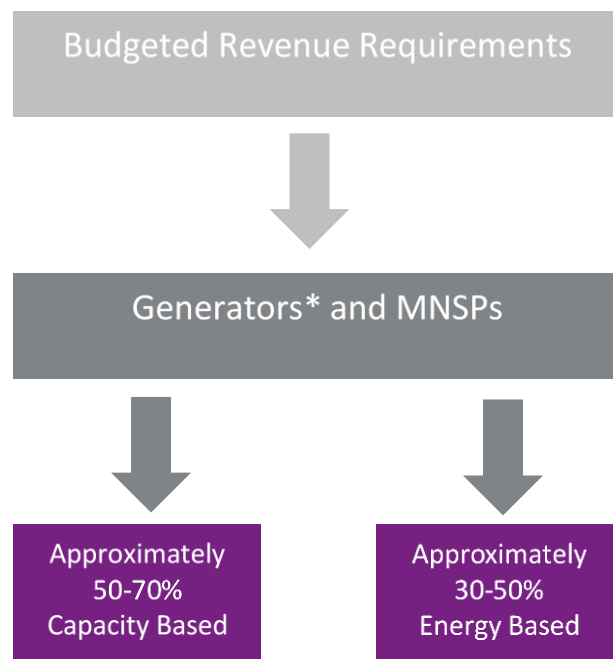 Budgeted Revenue Requirements
Generators* and MNSPs
Approximately
50-70%
Capacity Based
Approximately
30-50%
Energy Based